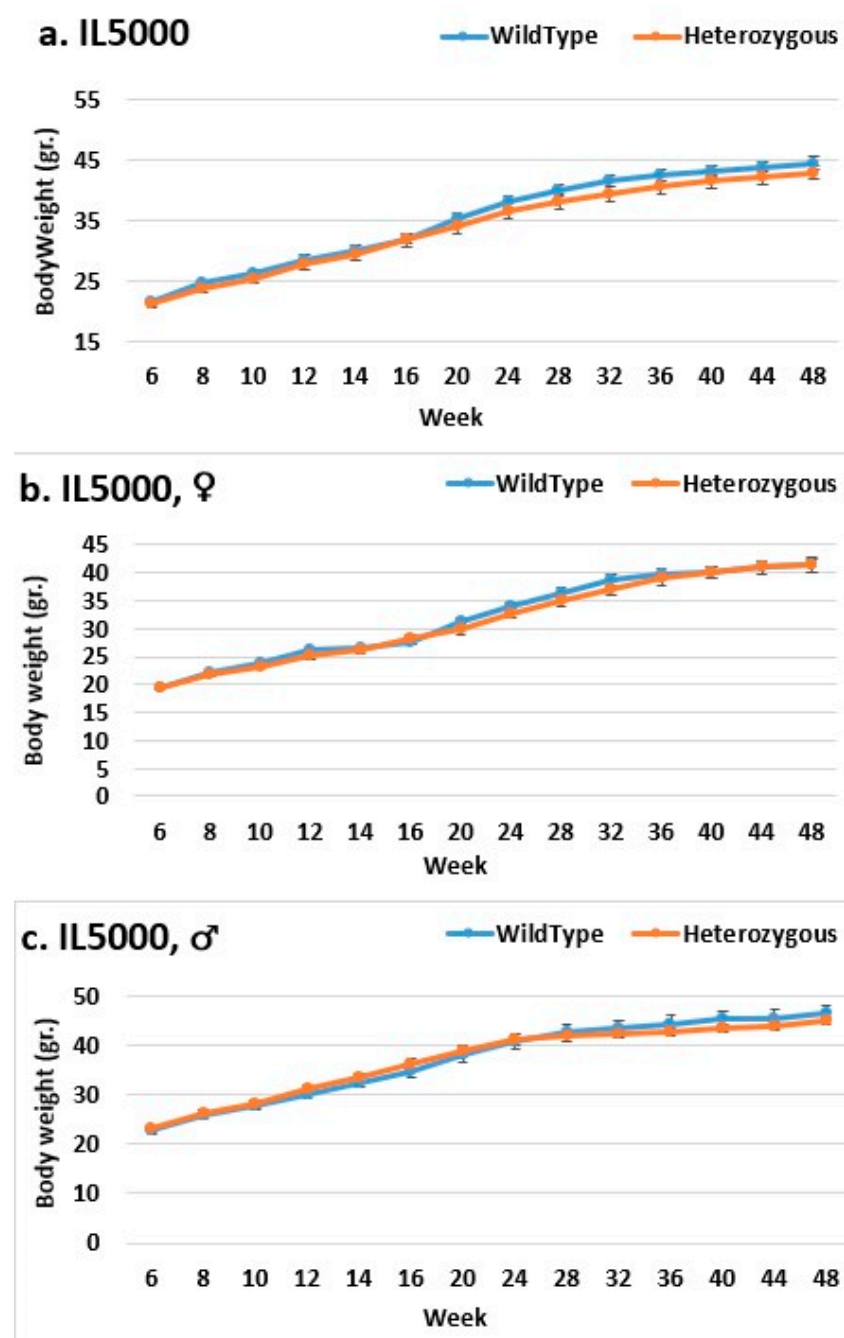 a. IL5000
WildType Heterozygous
BodyWeight (gr.)
55
45
35
25
15
6 8 10 12 14 16 20 24 28 32 36 40 44 48
Week
b. IL5000, ♀
WildType Heterozygous
Body weight (gr.)
45
40
35
30
25
20
15
10
5
0
6 8 10 12 14 16 20 24 28 32 36 40 44 48
Week
c. IL5000, ♂
WildType Heterozygous
Body weight (gr.)
50
40
30
20
10
0
6 8 10 12 14 16 20 24 28 32 36 40 44 48
Week